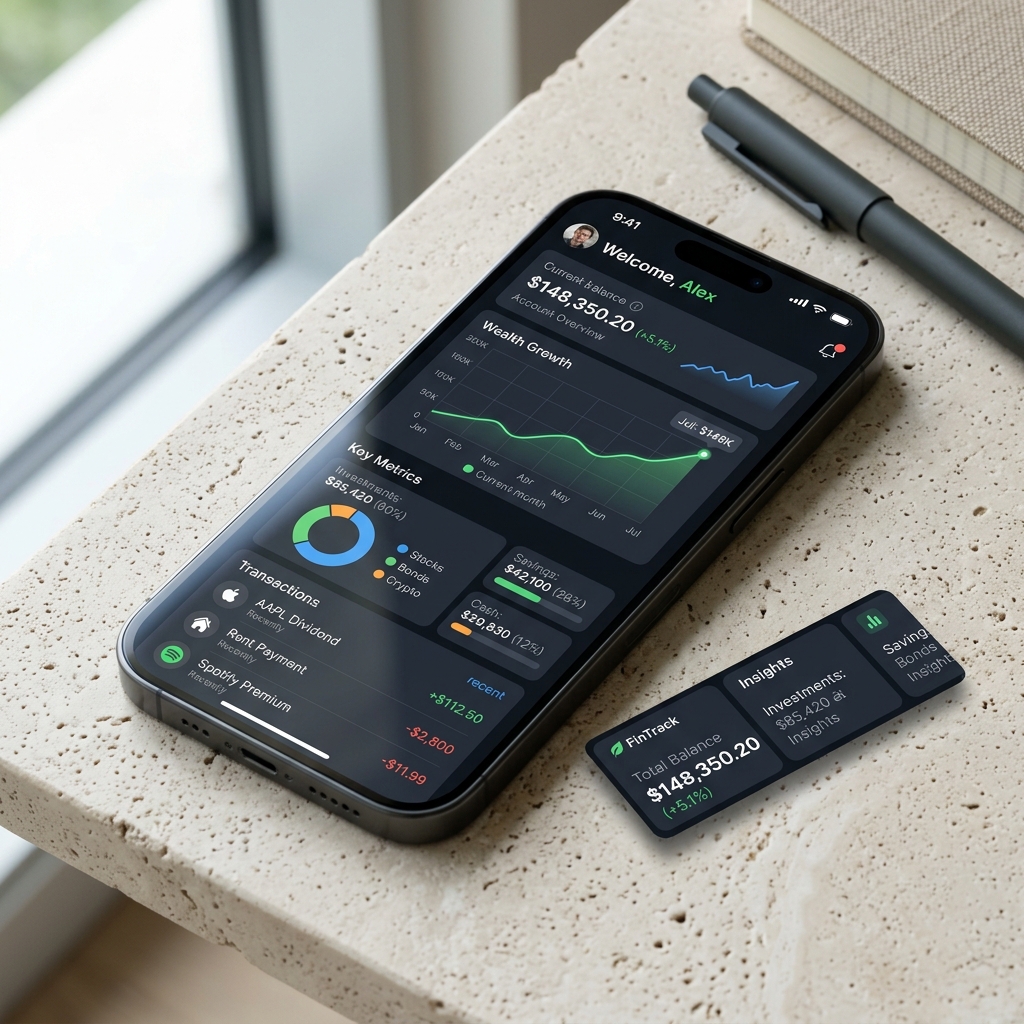 9:41
Welcome, Alex
Current balance
$148,350.20 (+5.1%)
Account Overview
Wealth Growth
100K
100K
0
Jan
Feb
Mar
Apr
May
Jun
Jul
Jul: $148K
Current month
Key Metrics
Investments:
$85,420 (60%)
Stocks
Bonds
Crypto
Savings:
$42,100 (28%)
Cash:
(12%)
Transactions
recent
AAPL Dividend
Recently
+$112.50
Rent Payment
Recently
-$2,800
Spotify Premium
Recently
-$11.99
FinTrack
Total Balance
$148,350.20
(+5.1%)
Insights
Investments:
$85,420
Insights
Saving
Bonds
Insight